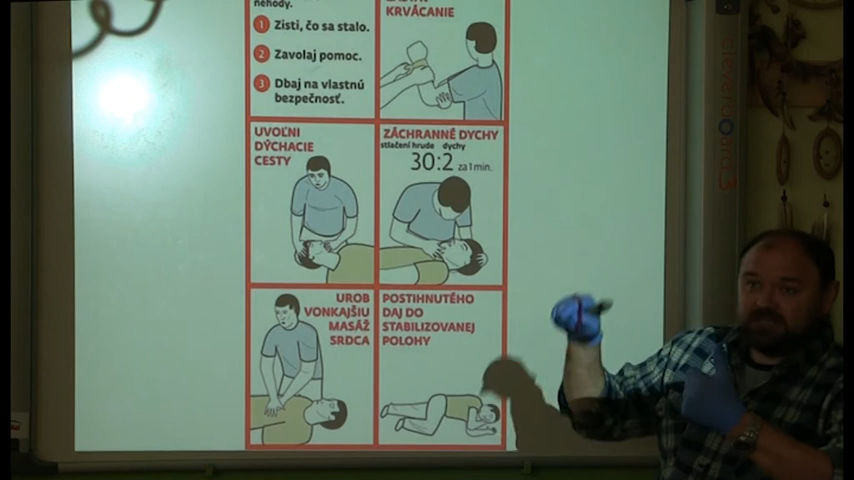 nehody.
1 Zisti, čo sa stalo.
2 Zavolaj pomoc.
3 Dbaj na vlastnú
bezpečnosť.
KRVÁCANIE
UVOĽNI
DÝCHACIE
CESTY
ZÁCHRANNÉ DYCHY
stlačení hrude dychy
30:2 za 1 min.
UROB
VONKAJŠIU
MASÁŽ
SRDCA
POSTIHNUTÉHO
DAJ DO
STABILIZOVANEJ
POLOHY